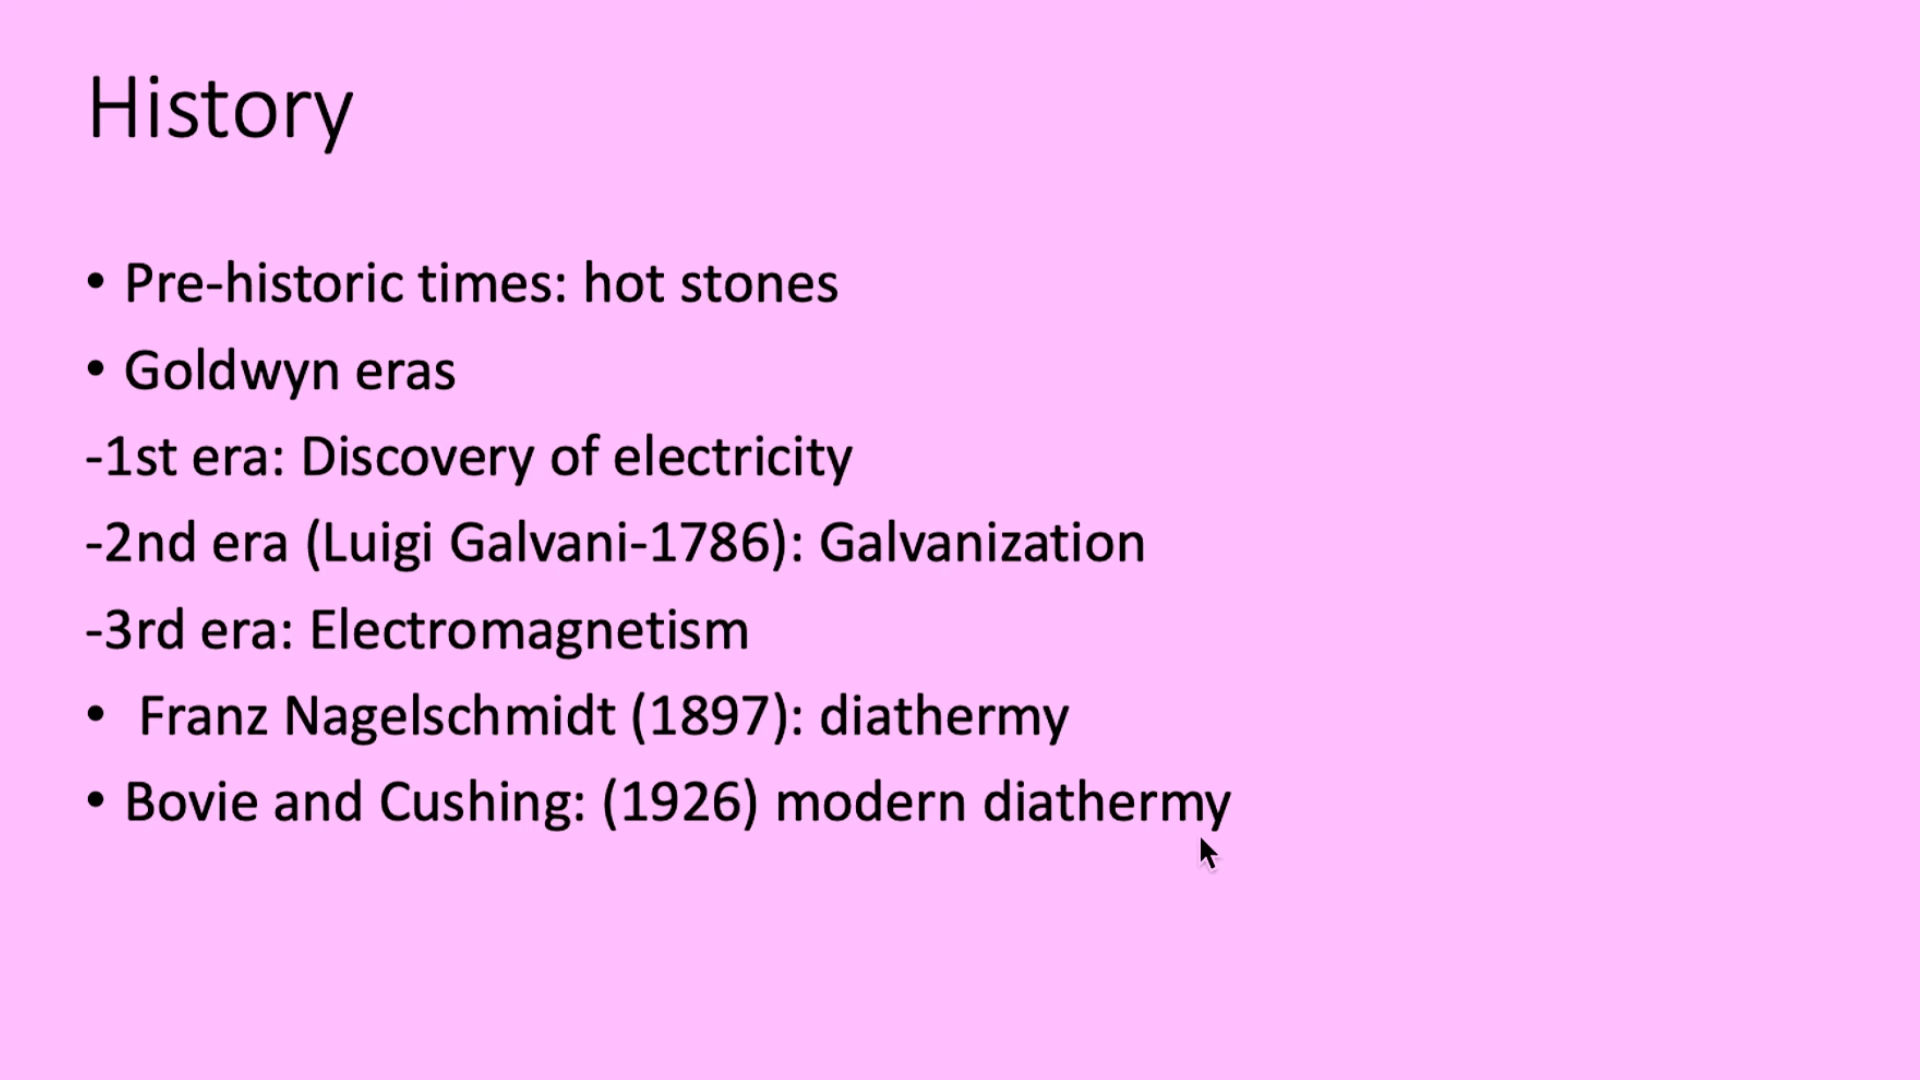 History
• Pre-historic times: hot stones
• Goldwyn eras
-1st era: Discovery of electricity
-2nd era (Luigi Galvani-1786): Galvanization
-3rd era: Electromagnetism
• Franz Nagelschmidt (1897): diathermy
• Bovie and Cushing: (1926) modern diathermy